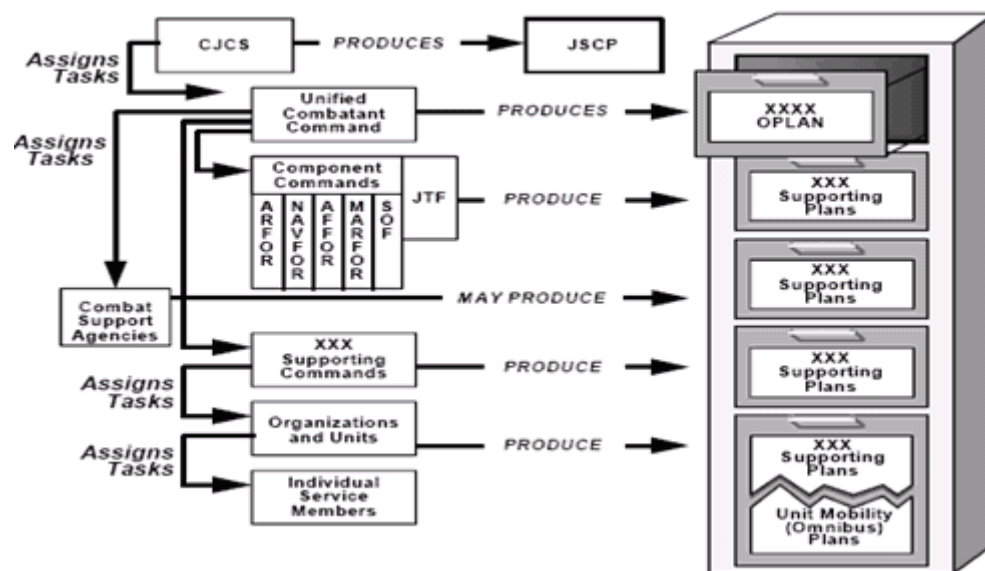 CJCS
PRODUCES
JSCP
Assigns
Tasks
Unified
Combatant
Command
PRODUCES
XXXX
OPLAN
Assigns
Tasks
Component
Commands
JTF
ARFOR
NAVFOR
AFFOR
MARFOR
SOF
PRODUCE
XXX
Supporting
Plans
Combat
Support
Agencies
MAY PRODUCE
XXX
Supporting
Plans
XXX
Supporting
Commands
PRODUCE
XXX
Supporting
Plans
Assigns
Tasks
Organizations
and Units
PRODUCE
XXX
Supporting
Plans
Assigns
Tasks
Individual
Service
Members
Unit Mobility
(Omnibus)
Plans